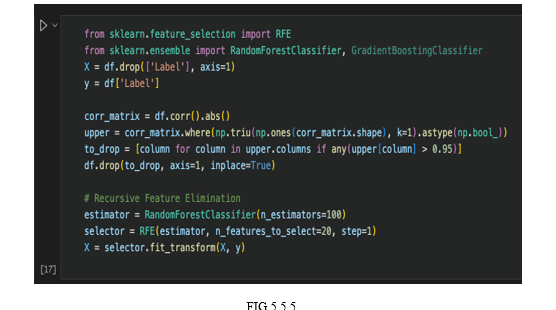 from sklearn.feature_selection import RFE
from sklearn.ensemble import RandomForestClassifier, GradientBoostingClassifier
X = df.drop(['Label'], axis=1)
y = df['Label']
corr_matrix = df.corr().abs()
upper = corr_matrix.where(np.triu(np.ones(corr_matrix.shape), k=1).astype(np.bool_))
to_drop = [column for column in upper.columns if any(upper[column] > 0.95)]
df.drop(to_drop, axis=1, inplace=True)
# Recursive Feature Elimination
estimator = RandomForestClassifier(n_estimators=100)
selector = RFE(estimator, n_features_to_select=20, step=1)
X = selector.fit_transform(X, y)
[17]
FIG 5.5.5